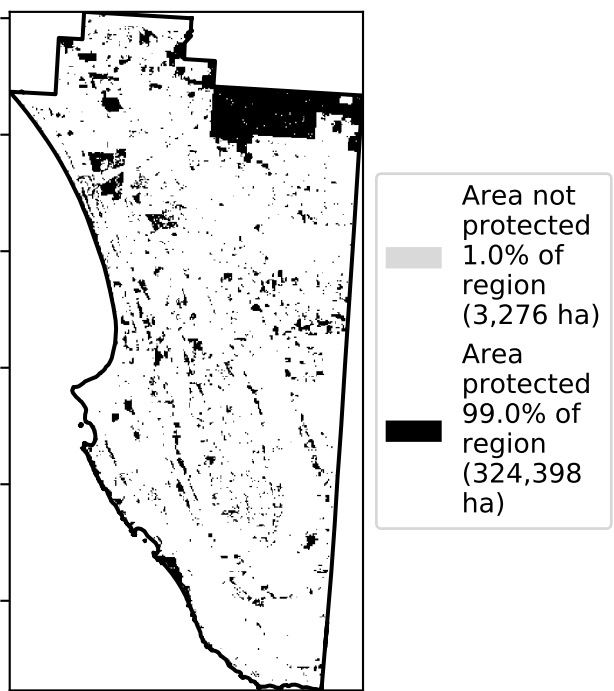 Area not
protected
1.0% of
region
(3,276 ha)
Area
protected
99.0% of
region
(324,398
ha)